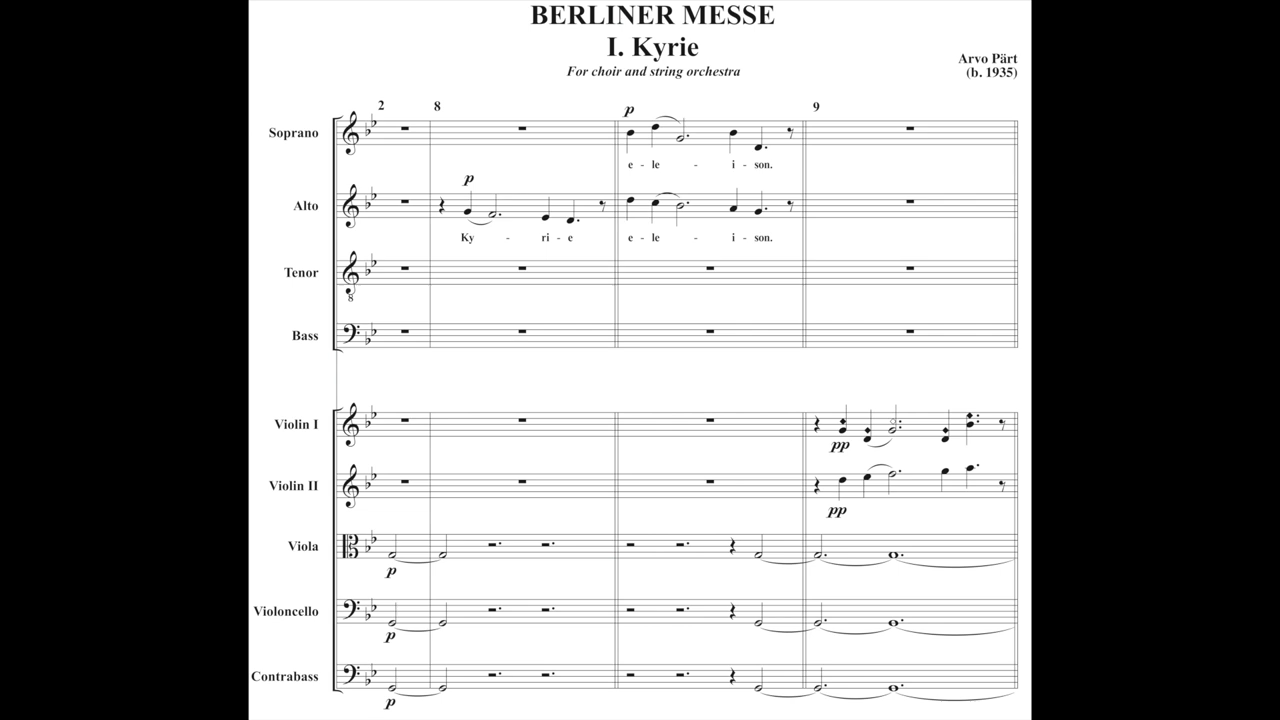 BERLINER MESSE
I. Kyrie
For choir and string orchestra
Arvo Pärt
(b. 1935)
2 8 9
Soprano
p
e - le - i - son.
Alto
p
Ky - ri - e e - le - i - son.
Tenor
8
Bass
Violin I
pp
Violin II
pp
Viola
p
Violoncello
p
Contrabass
p